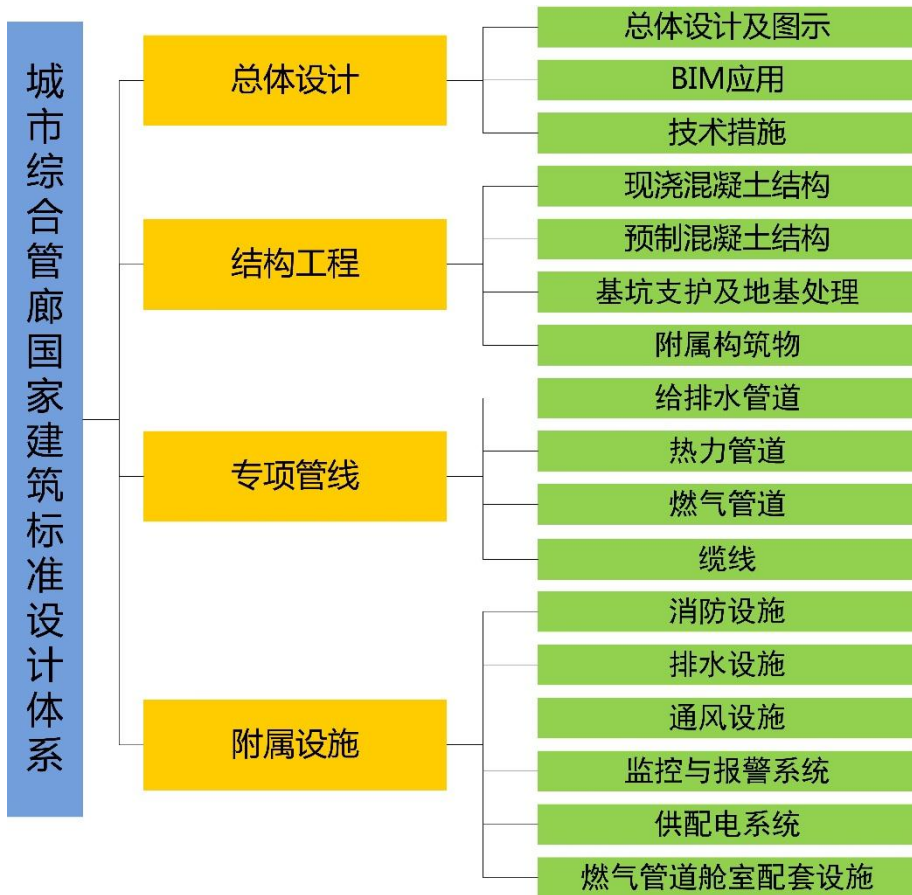 城市综合管廊国家建筑标准设计体系
总体设计
总体设计及图示
BIM应用
技术措施
结构工程
现浇混凝土结构
预制混凝土结构
基坑支护及地基处理
附属构筑物
专项管线
给排水管道
热力管道
燃气管道
缆线
附属设施
消防设施
排水设施
通风设施
监控与报警系统
供配电系统
燃气管道舱室配套设施